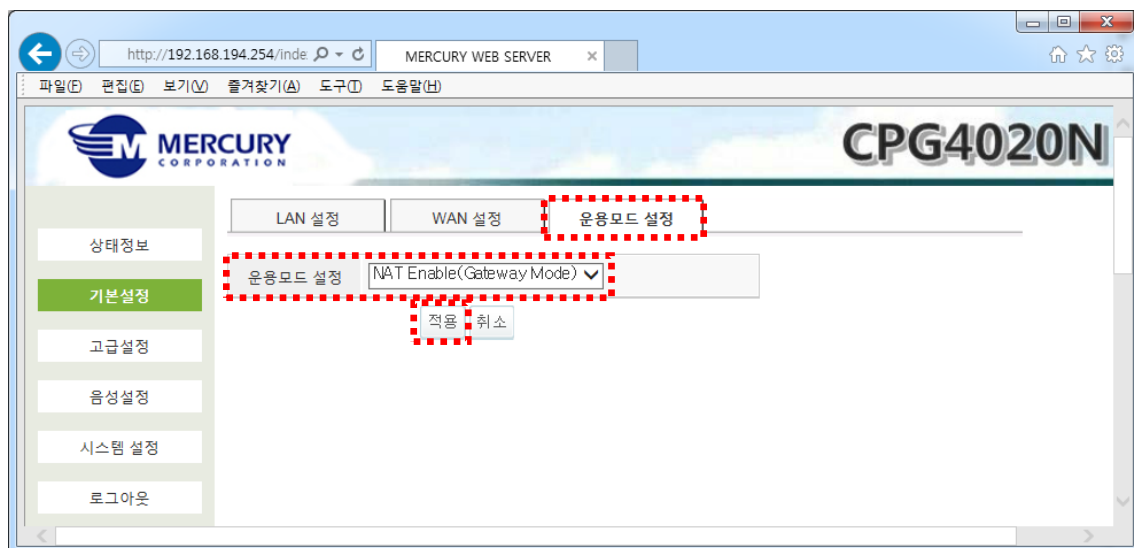 http://192.168.194.254/inde
MERCURY WEB SERVER
파일(F) 편집(E) 보기(V) 즐겨찾기(A) 도구(T) 도움말(H)
M MERCURY
CORPORATION
CPG4020N
LAN 설정 WAN 설정 운용모드 설정
상태정보
운용모드 설정 NAT Enable(Gateway Mode)
기본설정
적용 취소
고급설정
음성설정
시스템 설정
로그아웃